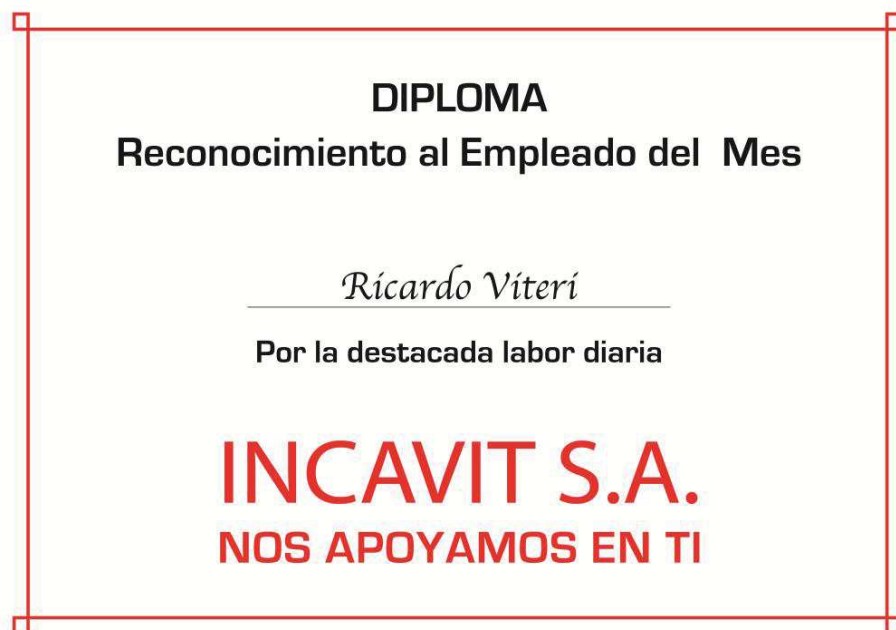 DIPLOMA
Reconocimiento al Empleado del Mes
Ricardo Viteri
Por la destacada labor diaria
INCAVIT S.A.
NOS APOYAMOS EN TI